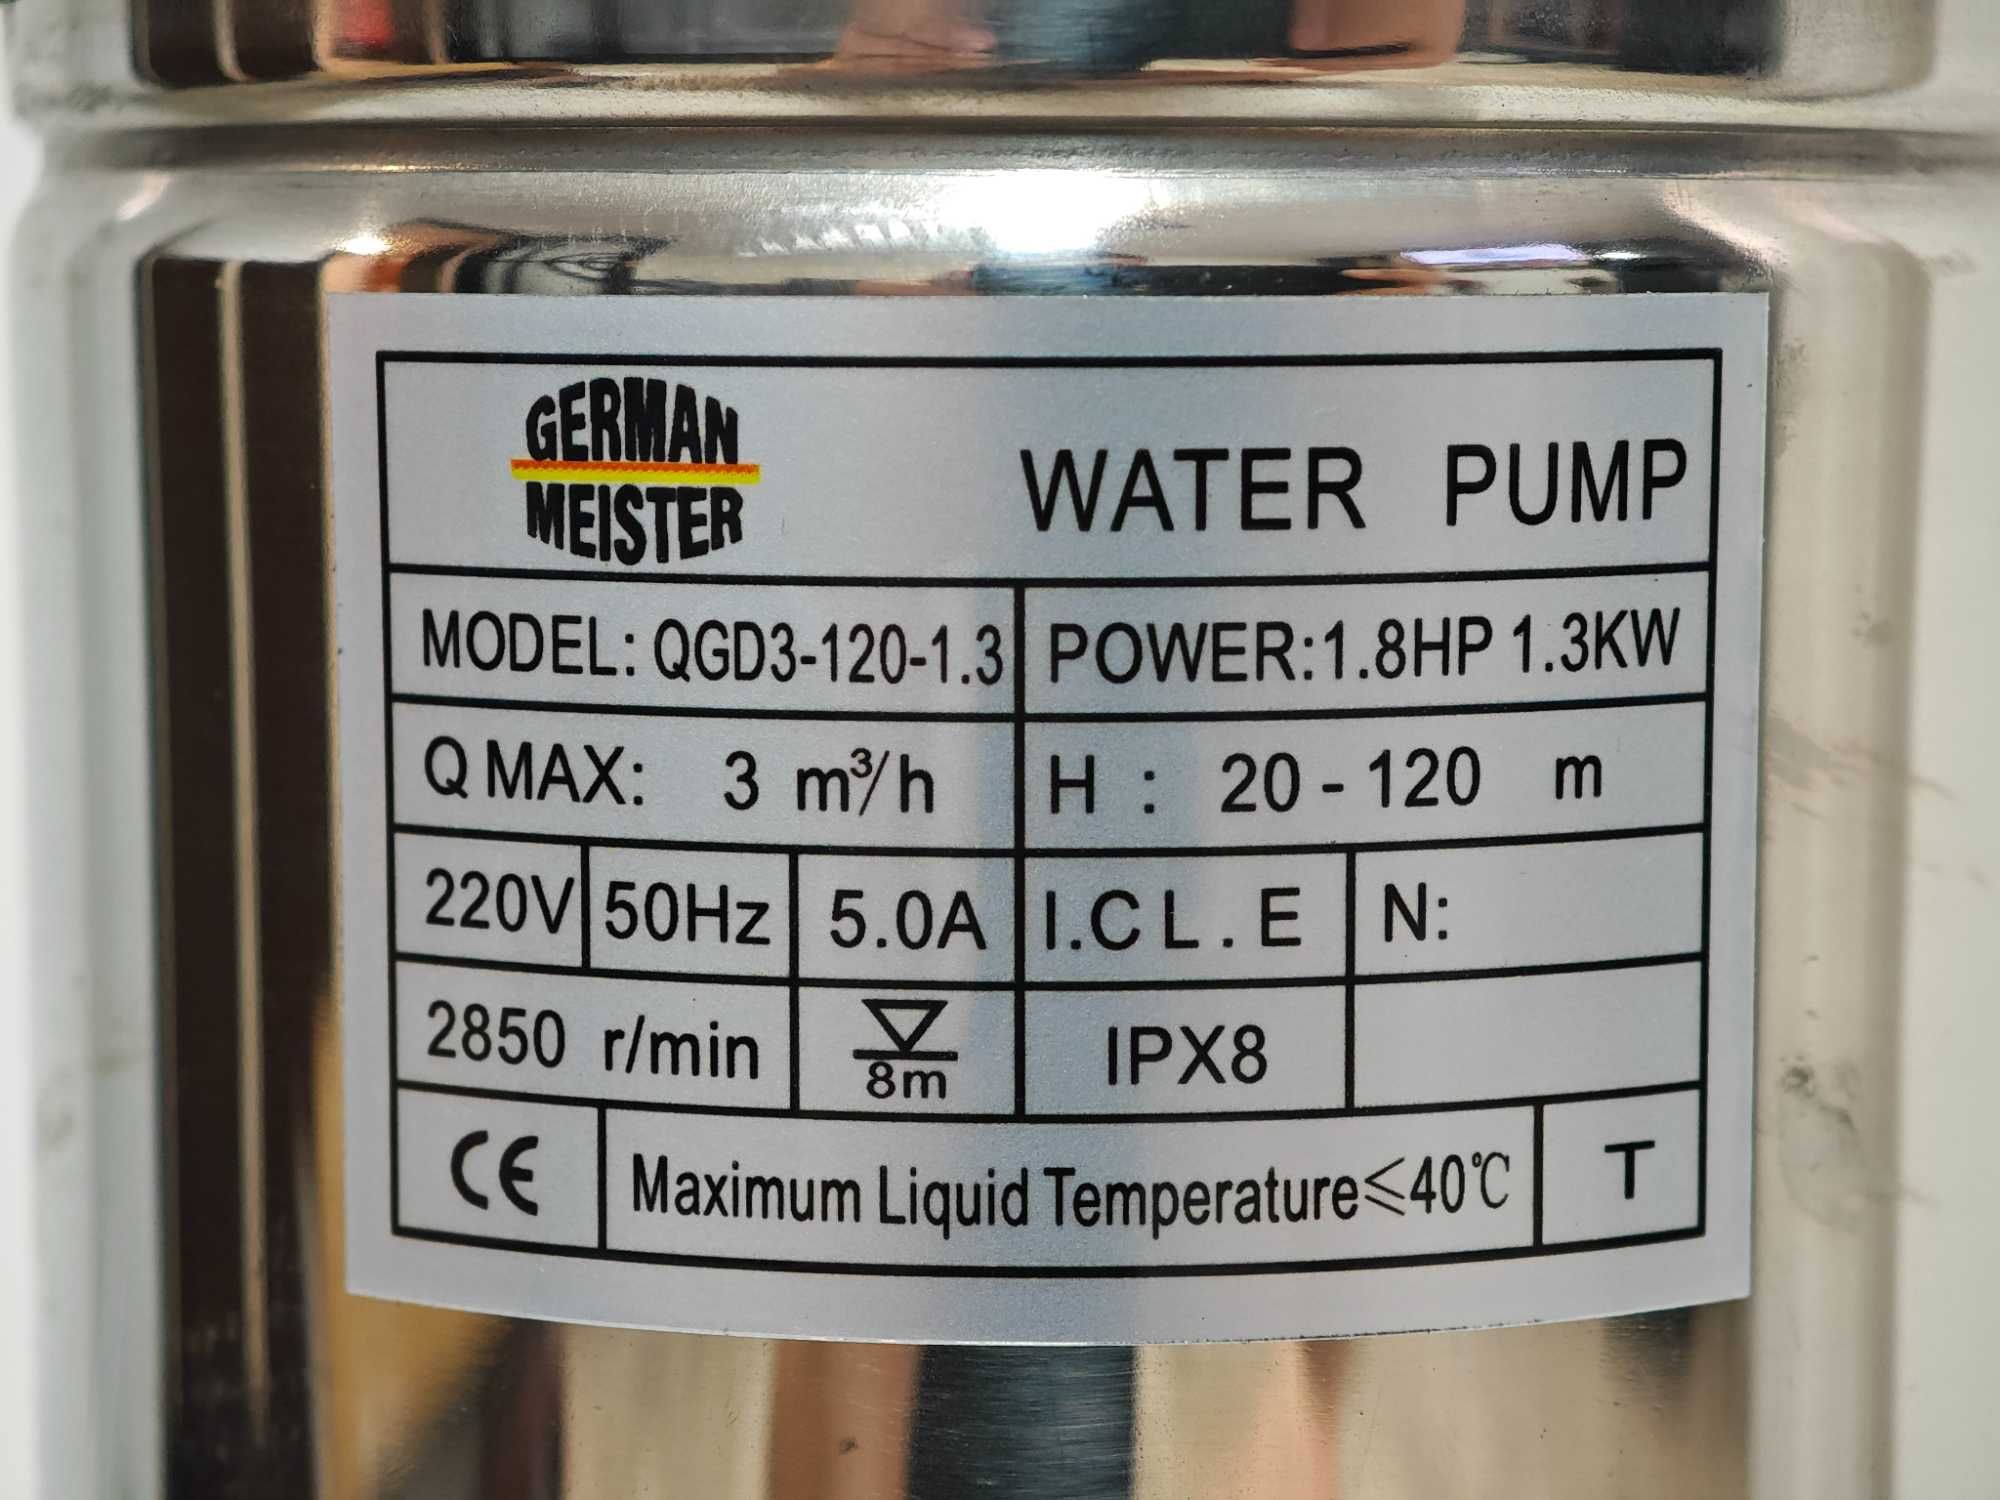 GERMAN
MEISTER
WATER PUMP
MODEL: QGD3-120-1.3
POWER:1.8HP 1.3KW
Q MAX: 3 m³/h
H : 20 - 120 m
220V
50Hz
5.0A
I.CL.E
N:
2850 r/min
8m
IPX8
CE
Maximum Liquid Temperature≤40℃
T